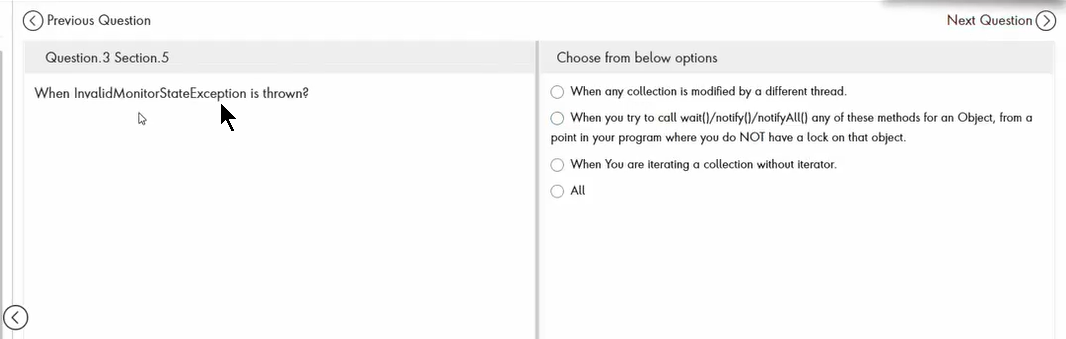 Previous Question
Next Question
Question.3 Section.5
Choose from below options
When InvalidMonitorStateException is thrown?
When any collection is modified by a different thread.
When you try to call wait()/notify()/notifyAll() any of these methods for an Object, from a
point in your program where you do NOT have a lock on that object.
When You are iterating a collection without iterator.
All